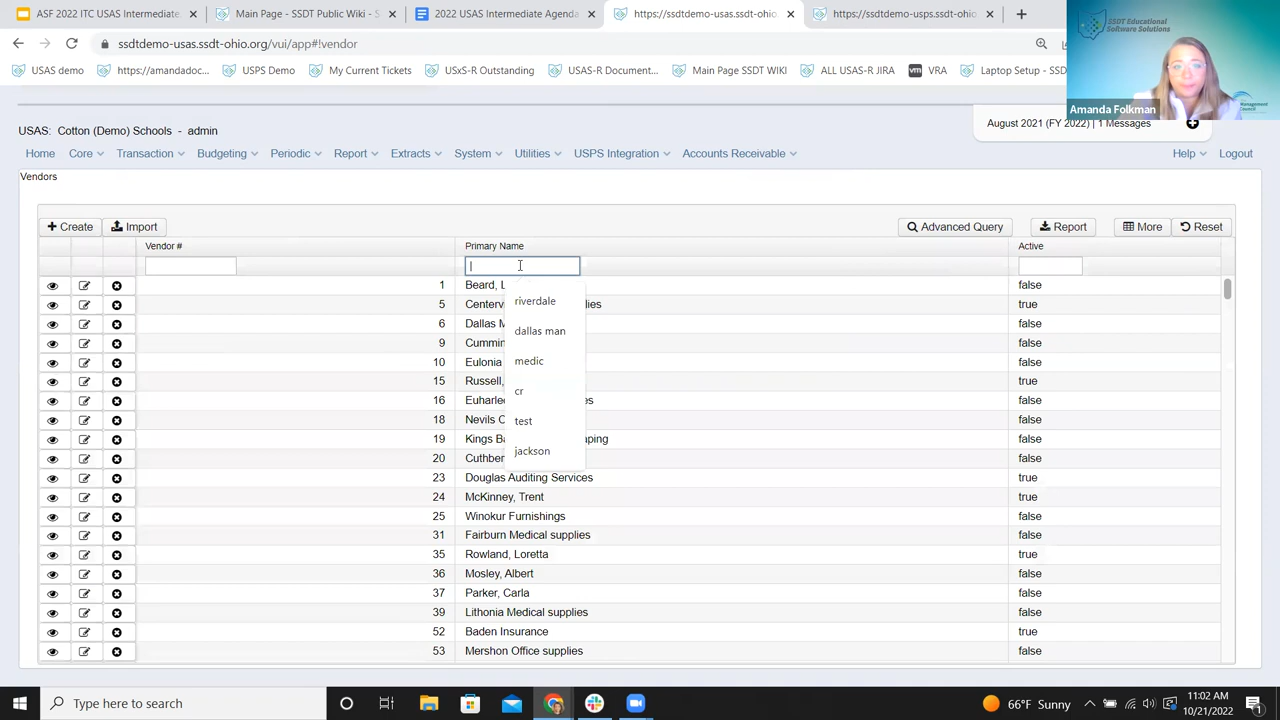 ASF 2022 ITC USAS Intermediate
Main Page - SSDT Public Wiki - S
2022 USAS Intermediate Agenda
https://ssdtdemo-usas.ssdt-ohio.
https://ssdtdemo-usps.ssdt-ohio.
ssdtdemo-usas.ssdt-ohio.org/vui/app#!vendor
USAS demo
https://amandadoc...
USPS Demo
My Current Tickets
USxS-R Outstanding
USAS-R Document...
Main Page SSDT WIKI
ALL USAS-R JIRA
VRA
Laptop Setup - SSD
SSDT Educational
Software Solutions
Management
Council
Amanda Folkman
USAS: Cotton (Demo) Schools - admin
August 2021 (FY 2022) | 1 Messages
Home Core Transaction Budgeting Periodic Report Extracts System Utilities USPS Integration Accounts Receivable Help Logout
Vendors
Create Import Advanced Query Report More Reset
Vendor # Primary Name Active
1 Beard, L false
5 Centerv lies true
6 Dallas M false
9 Cummin false
10 Eulonia false
15 Russell, true
16 Euharlee es false
18 Nevils C false
19 Kings Ba aping false
20 Cuthber false
23 Douglas Auditing Services true
24 McKinney, Trent true
25 Winokur Furnishings false
31 Fairburn Medical supplies false
35 Rowland, Loretta true
36 Mosley, Albert false
37 Parker, Carla false
39 Lithonia Medical supplies false
52 Baden Insurance true
53 Mershon Office supplies false
riverdale
dallas man
medic
cr
test
jackson
Type here to search
66°F Sunny
11:02 AM
10/21/2022
1